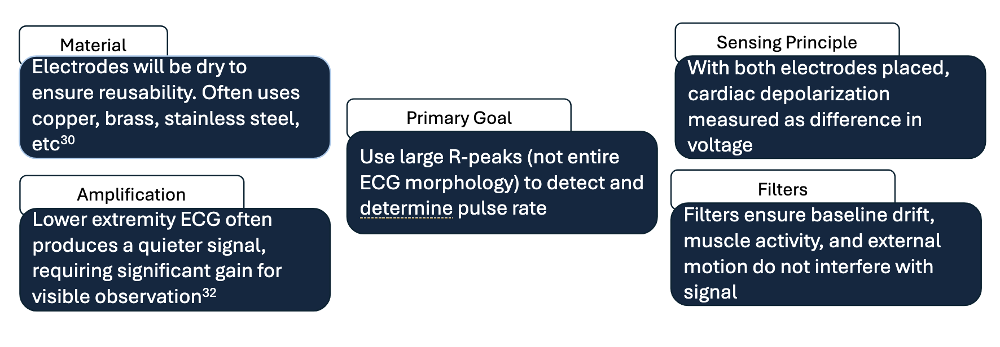 Material
Electrodes will be dry to
ensure reusability. Often uses
copper, brass, stainless steel,
etc³⁰
Amplification
Lower extremity ECG often
produces a quieter signal,
requiring significant gain for
visible observation³²
Primary Goal
Use large R-peaks (not entire
ECG morphology) to detect and
determine pulse rate
Sensing Principle
With both electrodes placed,
cardiac depolarization
measured as difference in
voltage
Filters
Filters ensure baseline drift,
muscle activity, and external
motion do not interfere with
signal